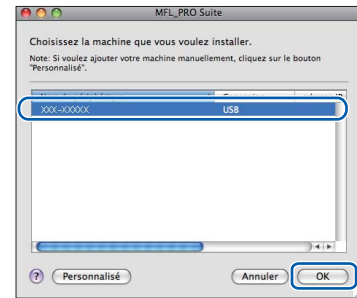 MFL_PRO Suite
Choisissez la machine que vous voulez installer.
Note: Si voulez ajouter votre machine manuellement, cliquez sur le bouton
"Personnalisé".
XXX-XXXXX USB
? Personnalisé Annuler OK